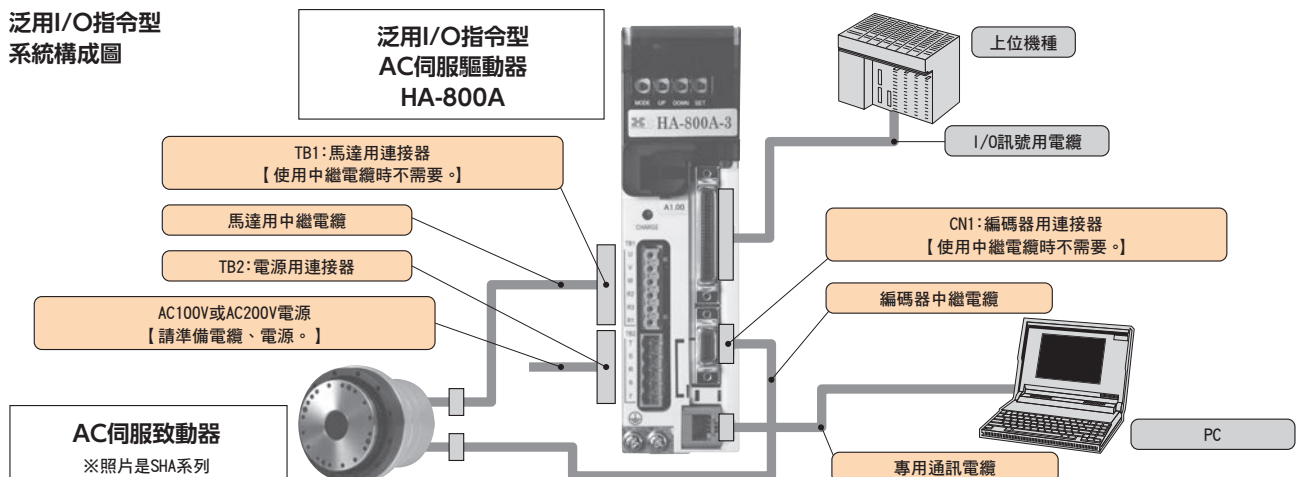 泛用I/O指令型
系統構成圖
泛用I/O指令型
AC伺服驅動器
HA-800A
上位機種
I/O訊號用電纜
MODE UP DOWN SET
HA-800A-3
A1.00
CHARGE
TB1
U
V
W
R2
R3
R1
TB2
TB1:馬達用連接器
【使用中繼電纜時不需要。】
馬達用中繼電纜
TB2:電源用連接器
AC100V或AC200V電源
【請準備電纜、電源。】
CN1:編碼器用連接器
【使用中繼電纜時不需要。】
編碼器中繼電纜
AC伺服致動器
※照片是SHA系列
PC
專用通訊電纜